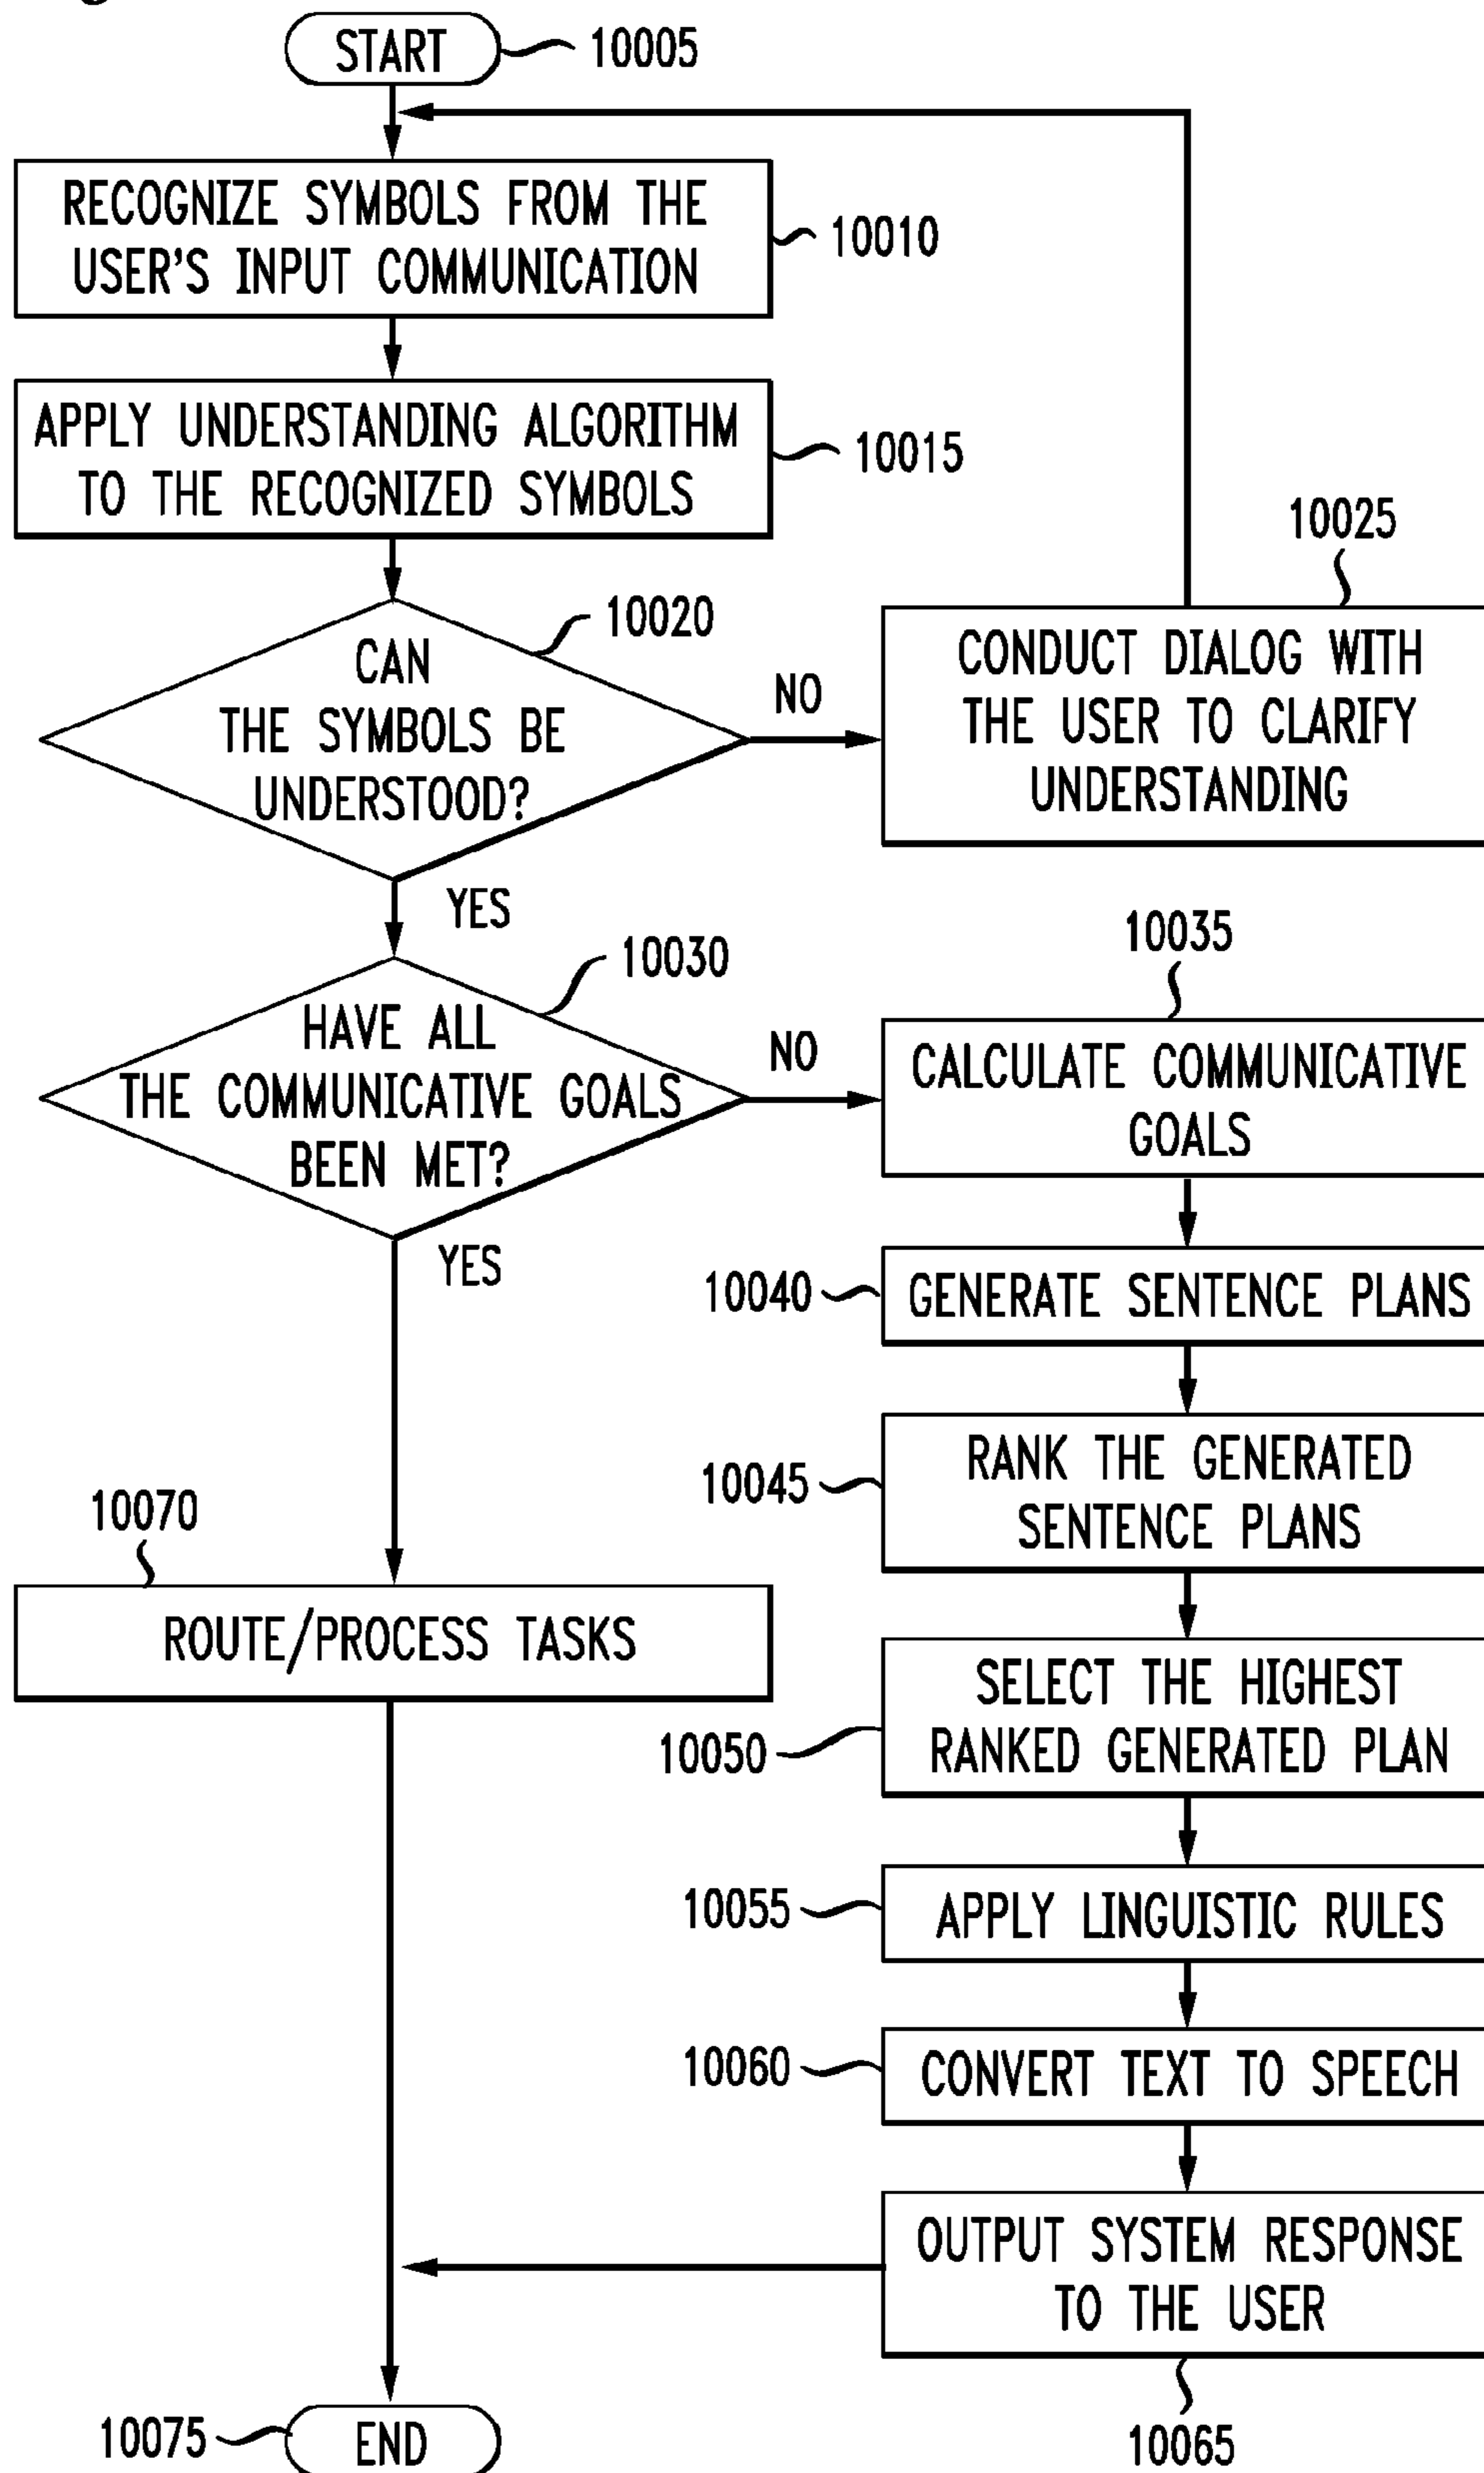 START
10005
RECOGNIZE SYMBOLS FROM THE
USER'S INPUT COMMUNICATION
10010
APPLY UNDERSTANDING ALGORITHM
TO THE RECOGNIZED SYMBOLS
10015
10020
CAN
THE SYMBOLS BE
UNDERSTOOD?
NO
YES
10025
CONDUCT DIALOG WITH
THE USER TO CLARIFY
UNDERSTANDING
10030
HAVE ALL
THE COMMUNICATIVE GOALS
BEEN MET?
NO
YES
10035
CALCULATE COMMUNICATIVE
GOALS
10040
GENERATE SENTENCE PLANS
10045
RANK THE GENERATED
SENTENCE PLANS
10070
ROUTE/PROCESS TASKS
10050
SELECT THE HIGHEST
RANKED GENERATED PLAN
10055
APPLY LINGUISTIC RULES
10060
CONVERT TEXT TO SPEECH
OUTPUT SYSTEM RESPONSE
TO THE USER
10065
10075
END